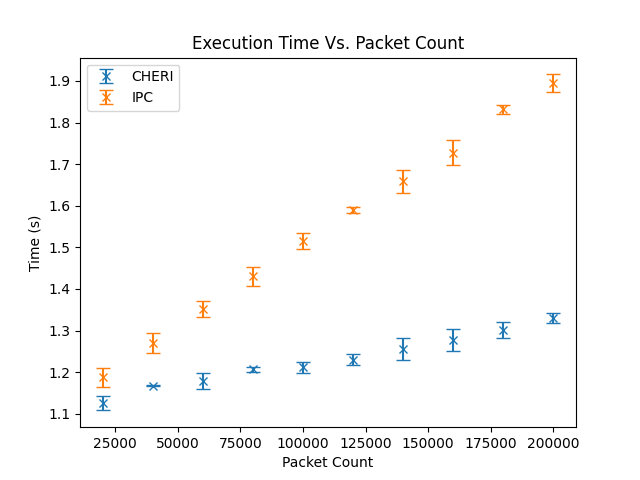 Execution Time Vs. Packet Count
CHERI
IPC
1.9
1.8
1.7
1.6
1.5
1.4
1.3
1.2
1.1
Time (s)
25000 50000 75000 100000 125000 150000 175000 200000
Packet Count